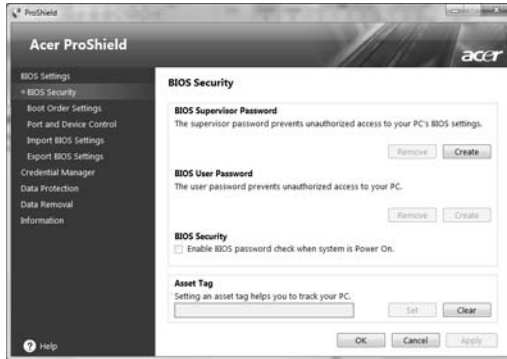 ProShield
Acer ProShield
acer
BIOS Settings
BIOS Security
Boot Order Settings
Port and Device Control
Import BIOS Settings
Export BIOS Settings
Credential Manager
Data Protection
Data Removal
Information
Help
BIOS Security
BIOS Supervisor Password
The supervisor password prevents unauthorized access to your PC's BIOS settings.
Remove Create
BIOS User Password
The user password prevents unauthorized access to your PC.
Remove Create
BIOS Security
Enable BIOS password check when system is Power On.
Asset Tag
Setting an asset tag helps you to track your PC.
Set Clear
OK Cancel Apply